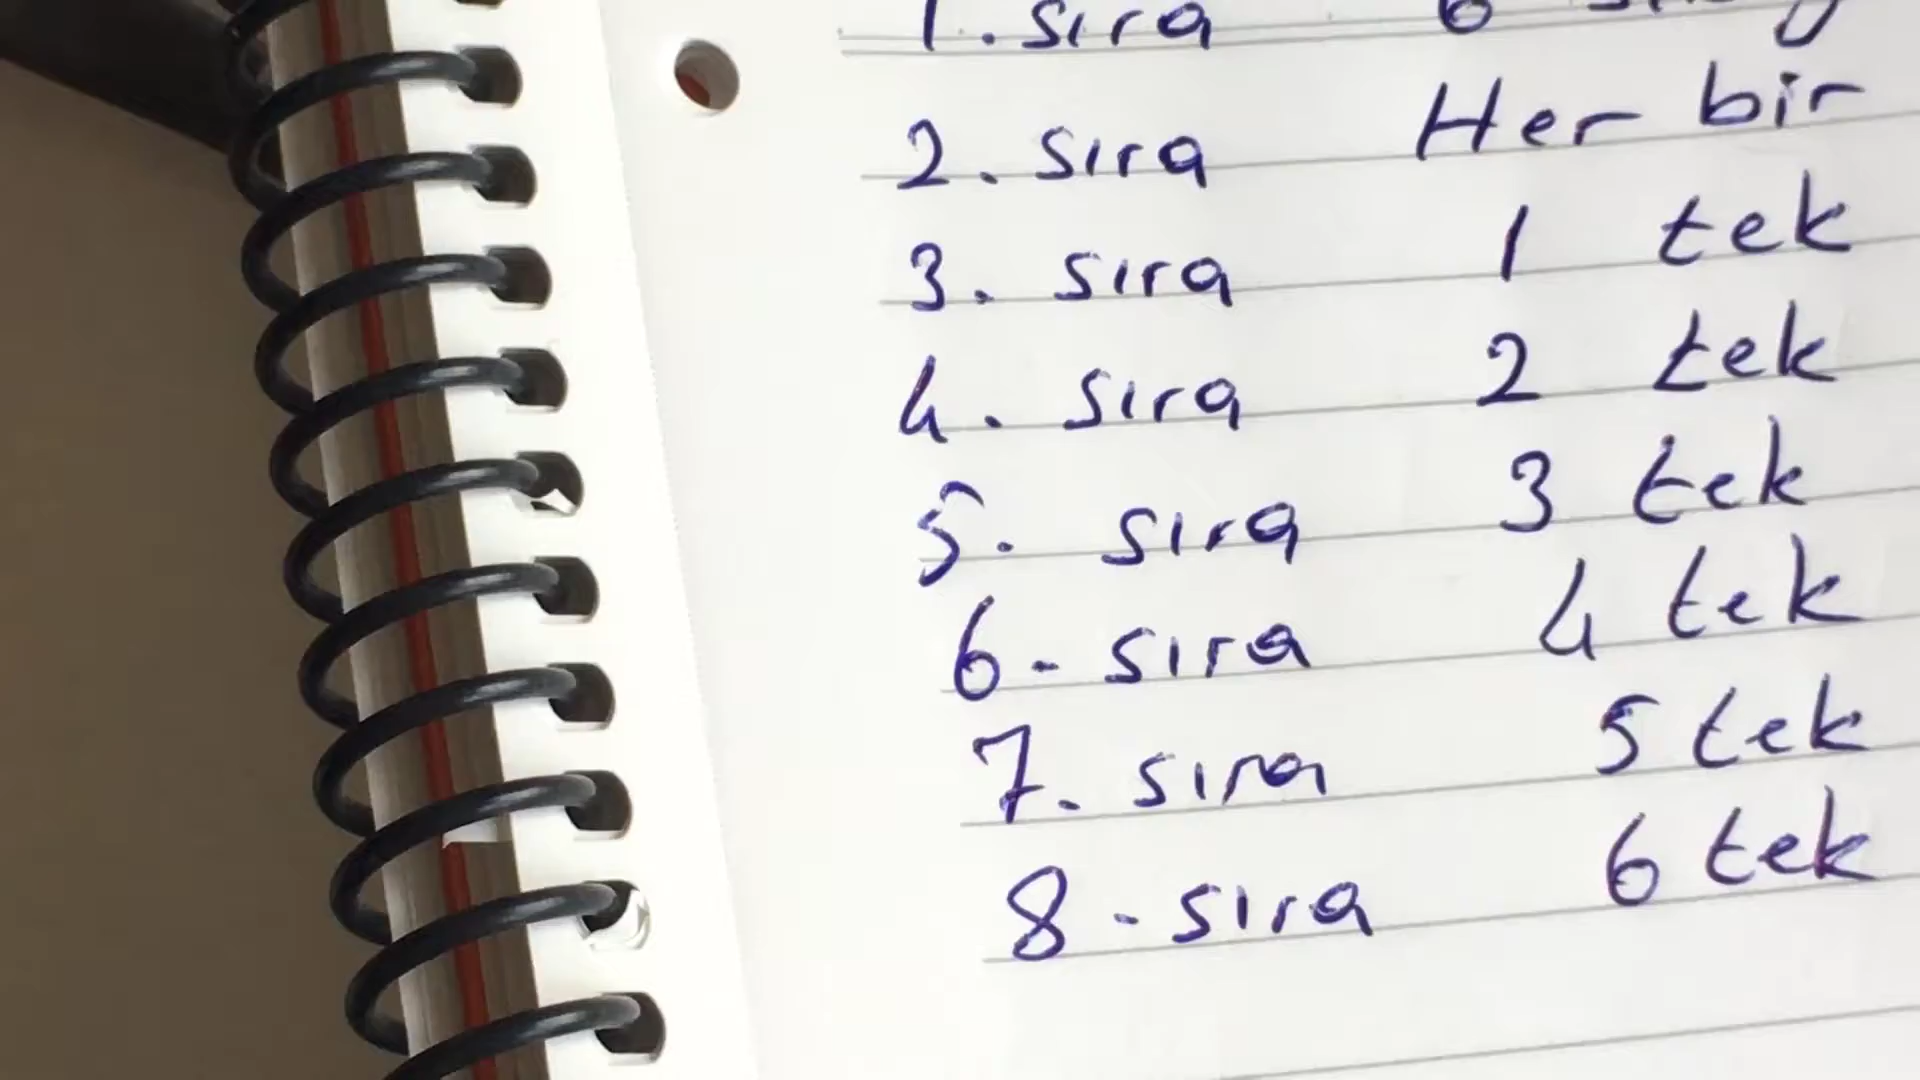 1. sıra 6
2. sıra Her bir
3. sıra 1 tek
4. sıra 2 tek
5. sıra 3 tek
6- sıra 4 tek
7. sıra 5 tek
8- sıra 6 tek